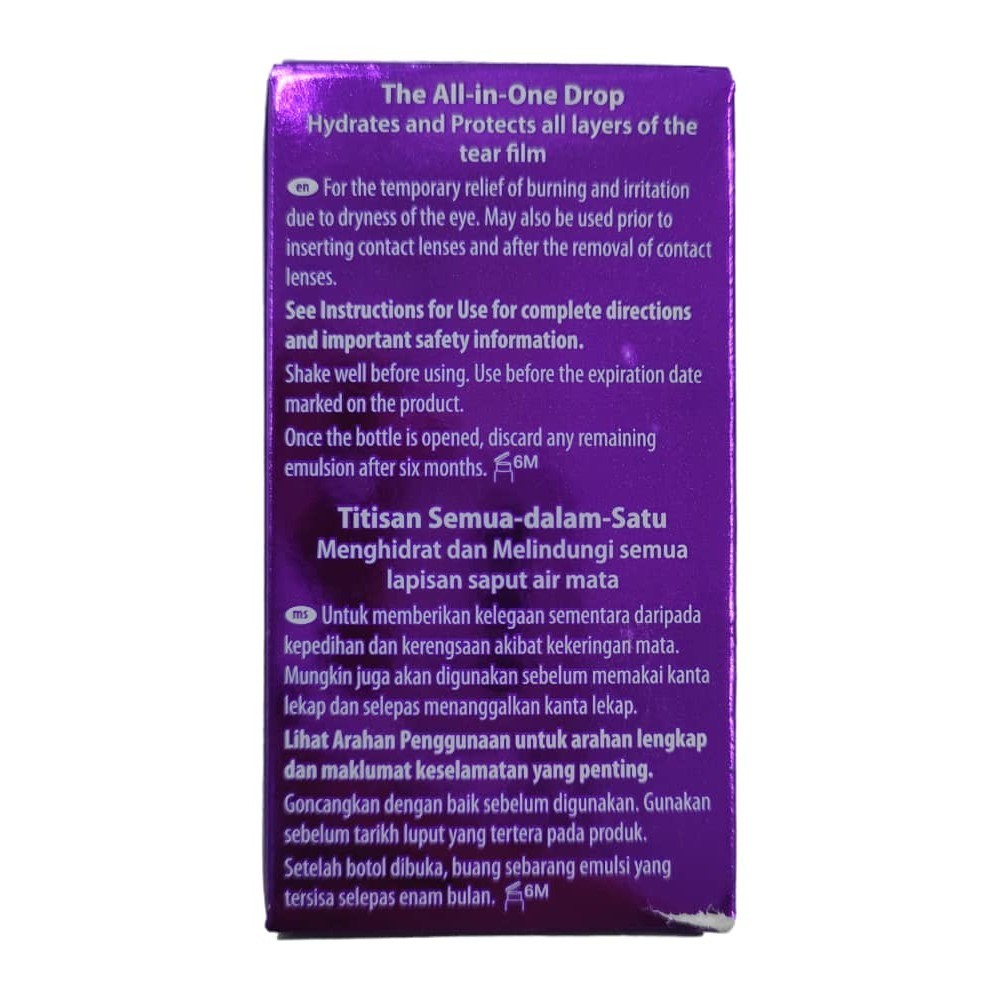 The All-in-One Drop
Hydrates and Protects all layers of the
tear film
en For the temporary relief of burning and irritation
due to dryness of the eye. May also be used prior to
inserting contact lenses and after the removal of contact
lenses.
See Instructions for Use for complete directions
and important safety information.
Shake well before using. Use before the expiration date
marked on the product.
Once the bottle is opened, discard any remaining
emulsion after six months. 6M
Titisan Semua-dalam-Satu
Menghidrat dan Melindungi semua
lapisan saput air mata
ms Untuk memberikan kelegaan sementara daripada
kepedihan dan kerengsaan akibat kekeringan mata.
Mungkin juga akan digunakan sebelum memakai kanta
lekap dan selepas menanggalkan kanta lekap.
Lihat Arahan Penggunaan untuk arahan lengkap
dan maklumat keselamatan yang penting.
Goncangkan dengan baik sebelum digunakan. Gunakan
sebelum tarikh luput yang tertera pada produk.
Setelah botol dibuka, buang sebarang emulsi yang
tersisa selepas enam bulan. 6M